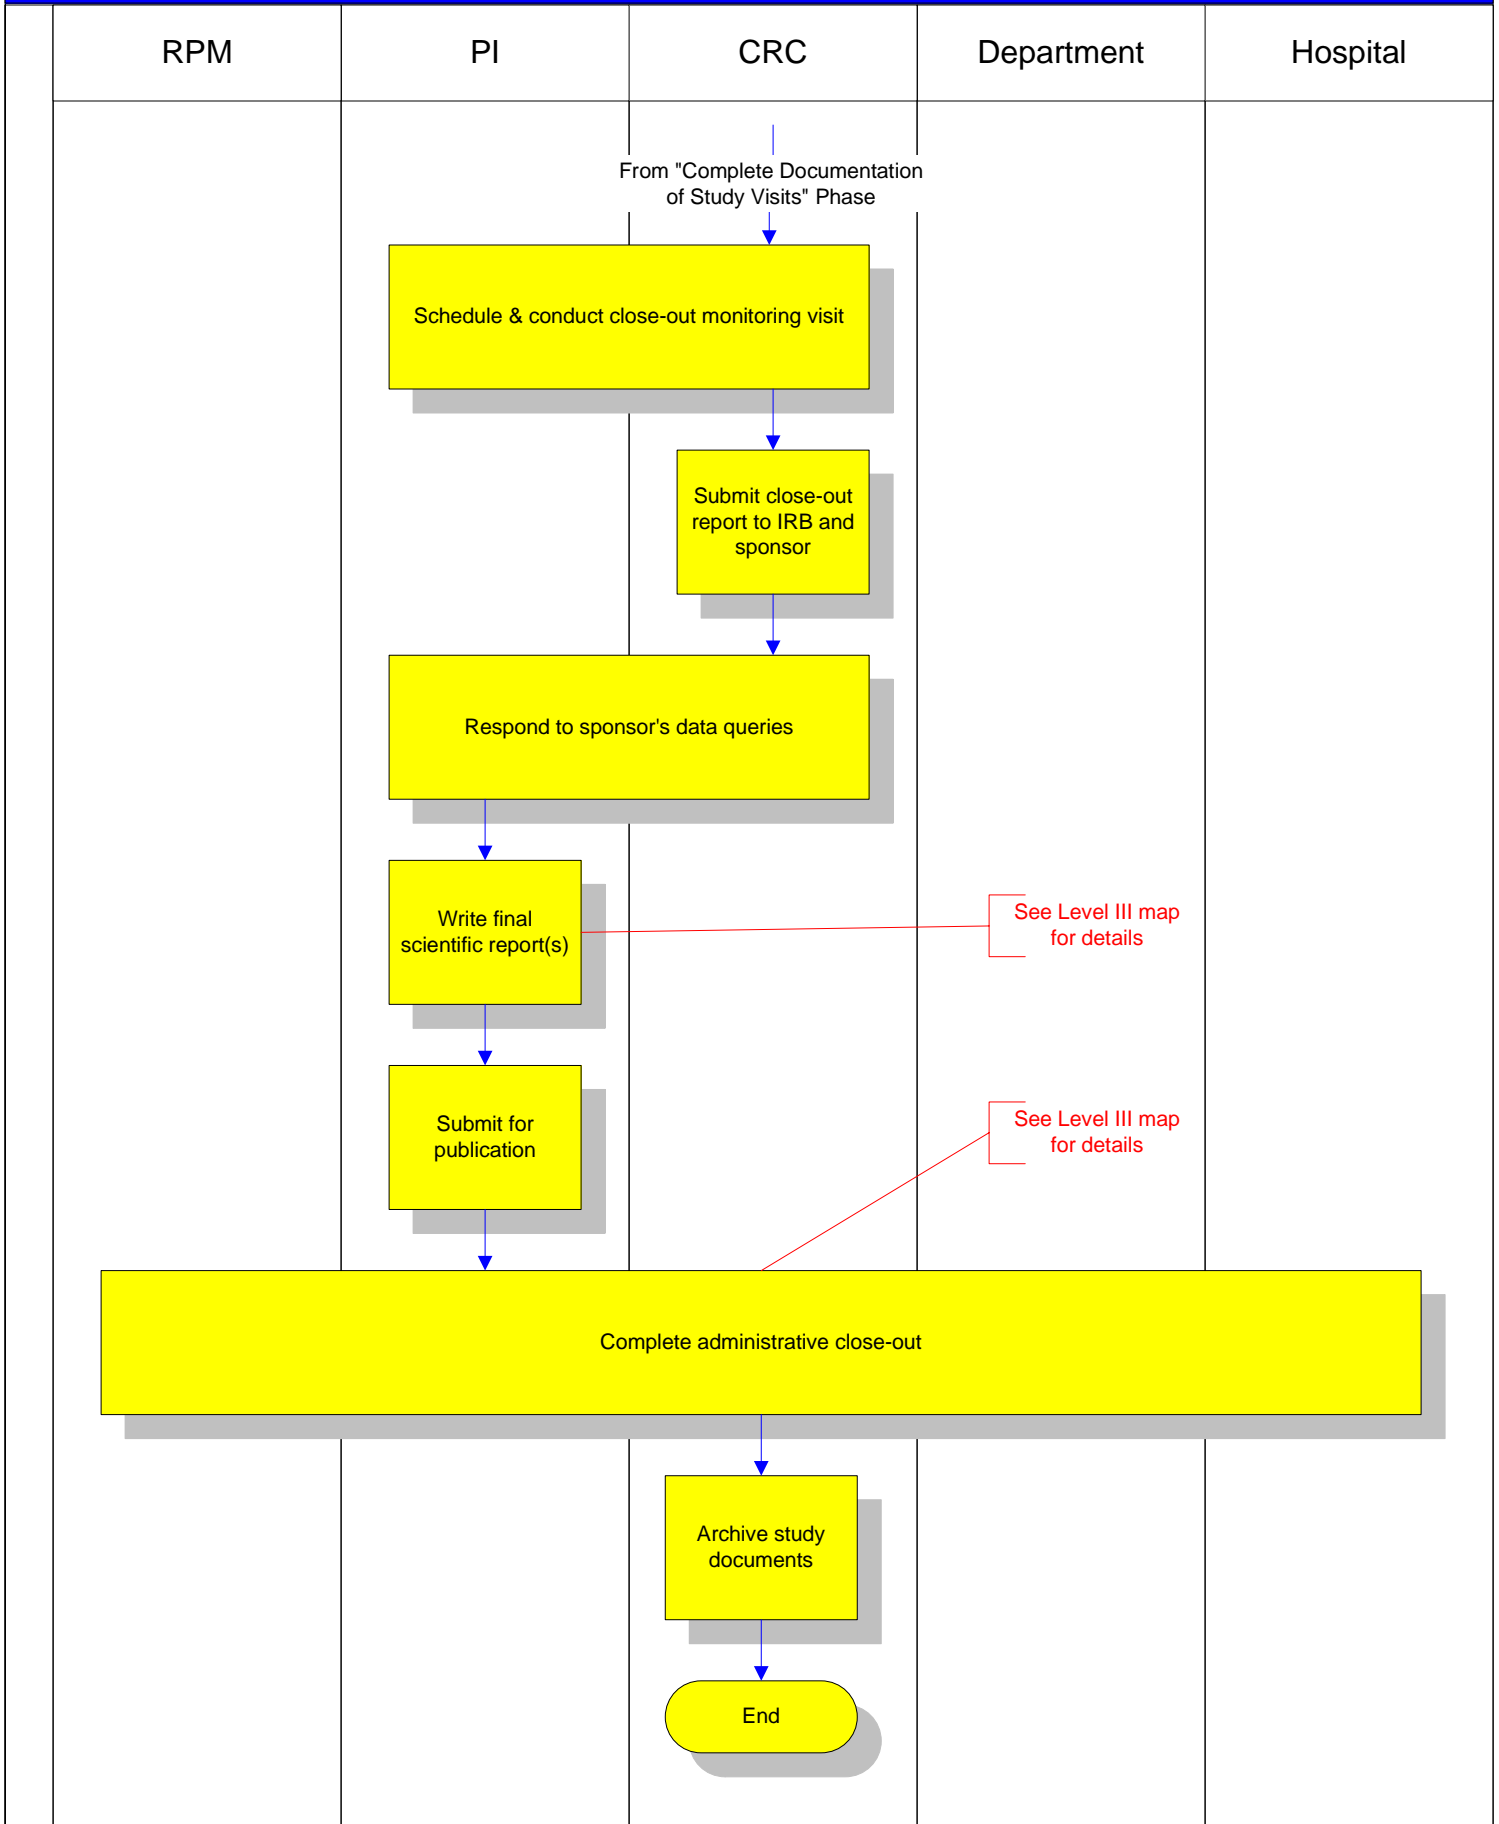 RPM
PI
CRC
Department
Hospital
From "Complete Documentation
of Study Visits" Phase
Schedule & conduct close-out monitoring visit
Submit close-out
report to IRB and
sponsor
Respond to sponsor's data queries
Write final
scientific report(s)
See Level III map
for details
Submit for
publication
See Level III map
for details
Complete administrative close-out
Archive study
documents
End